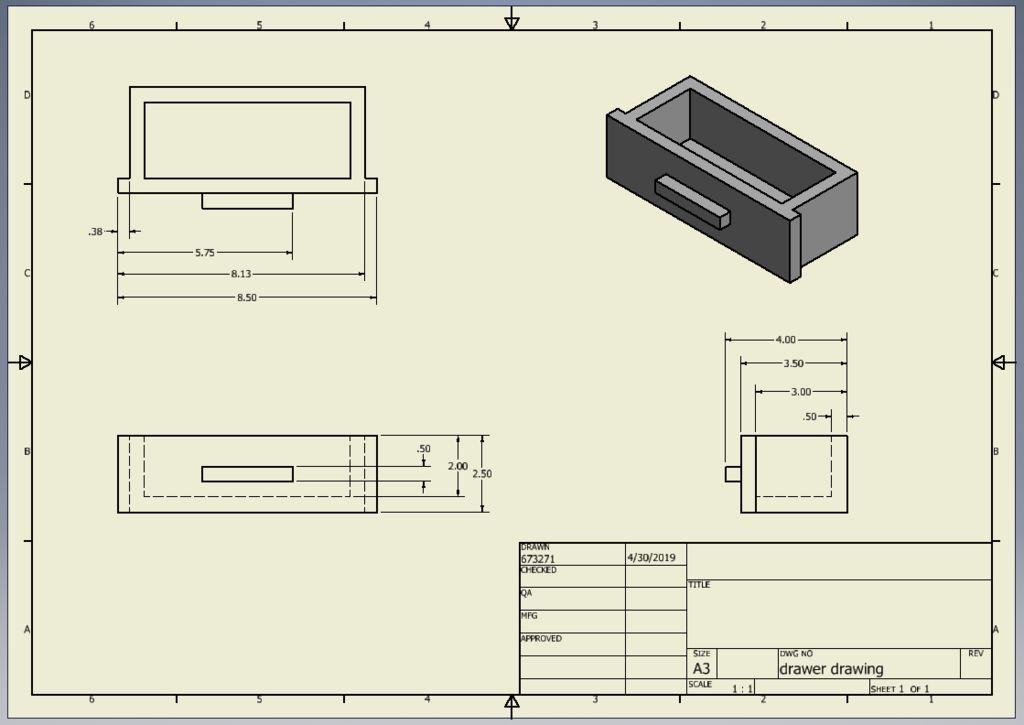 6 5 4 3 2 1
D D
.38
5.75
C 8.13 C
8.50
4.00
3.50
3.00
.50
B .50 B
2.00
2.50
DRAWN
673271 4/30/2019
CHECKED
TITLE
QA
MFG
A A
APPROVED
SIZE DWG NO REV
A3 drawer drawing
SCALE 1 : 1 SHEET 1 OF 1
6 5 4 3 2 1